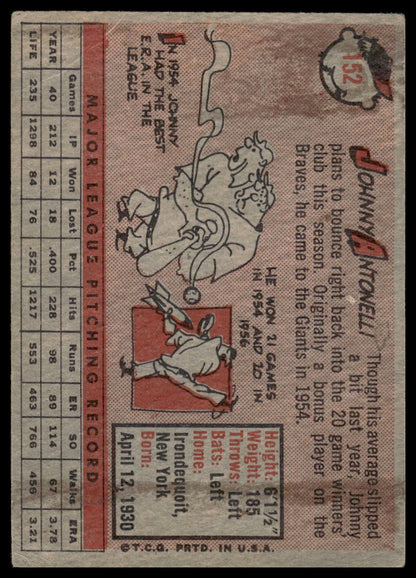 152
JOHNNY ANTONELLI
Though his average slipped
a bit last year, Johnny
plans to bounce right back into the 20 game winners'
club this season. Originally a bonus player on the
Braves, he came to the Giants in 1954.
IN 1954 JOHNNY
HAD THE BEST
E.R.A. IN THE
LEAGUE
HE WON 21 GAMES
IN 1954 AND 20 IN
1956
Height: 6'1½"
Weight: 185
Throws: Left
Bats: Left
Home:
Irondequoit,
New York
Born:
April 12, 1930
MAJOR LEAGUE PITCHING RECORD
Games IP Won Lost Pct Hits Runs ER SO Walks ERA
YEAR 40 212 12 18 .400 228 98 89 114 67 3.78
LIFE 235 1298 84 76 .525 1217 553 463 766 456 3.21
© T.C.G. PRTD. IN U.S.A.